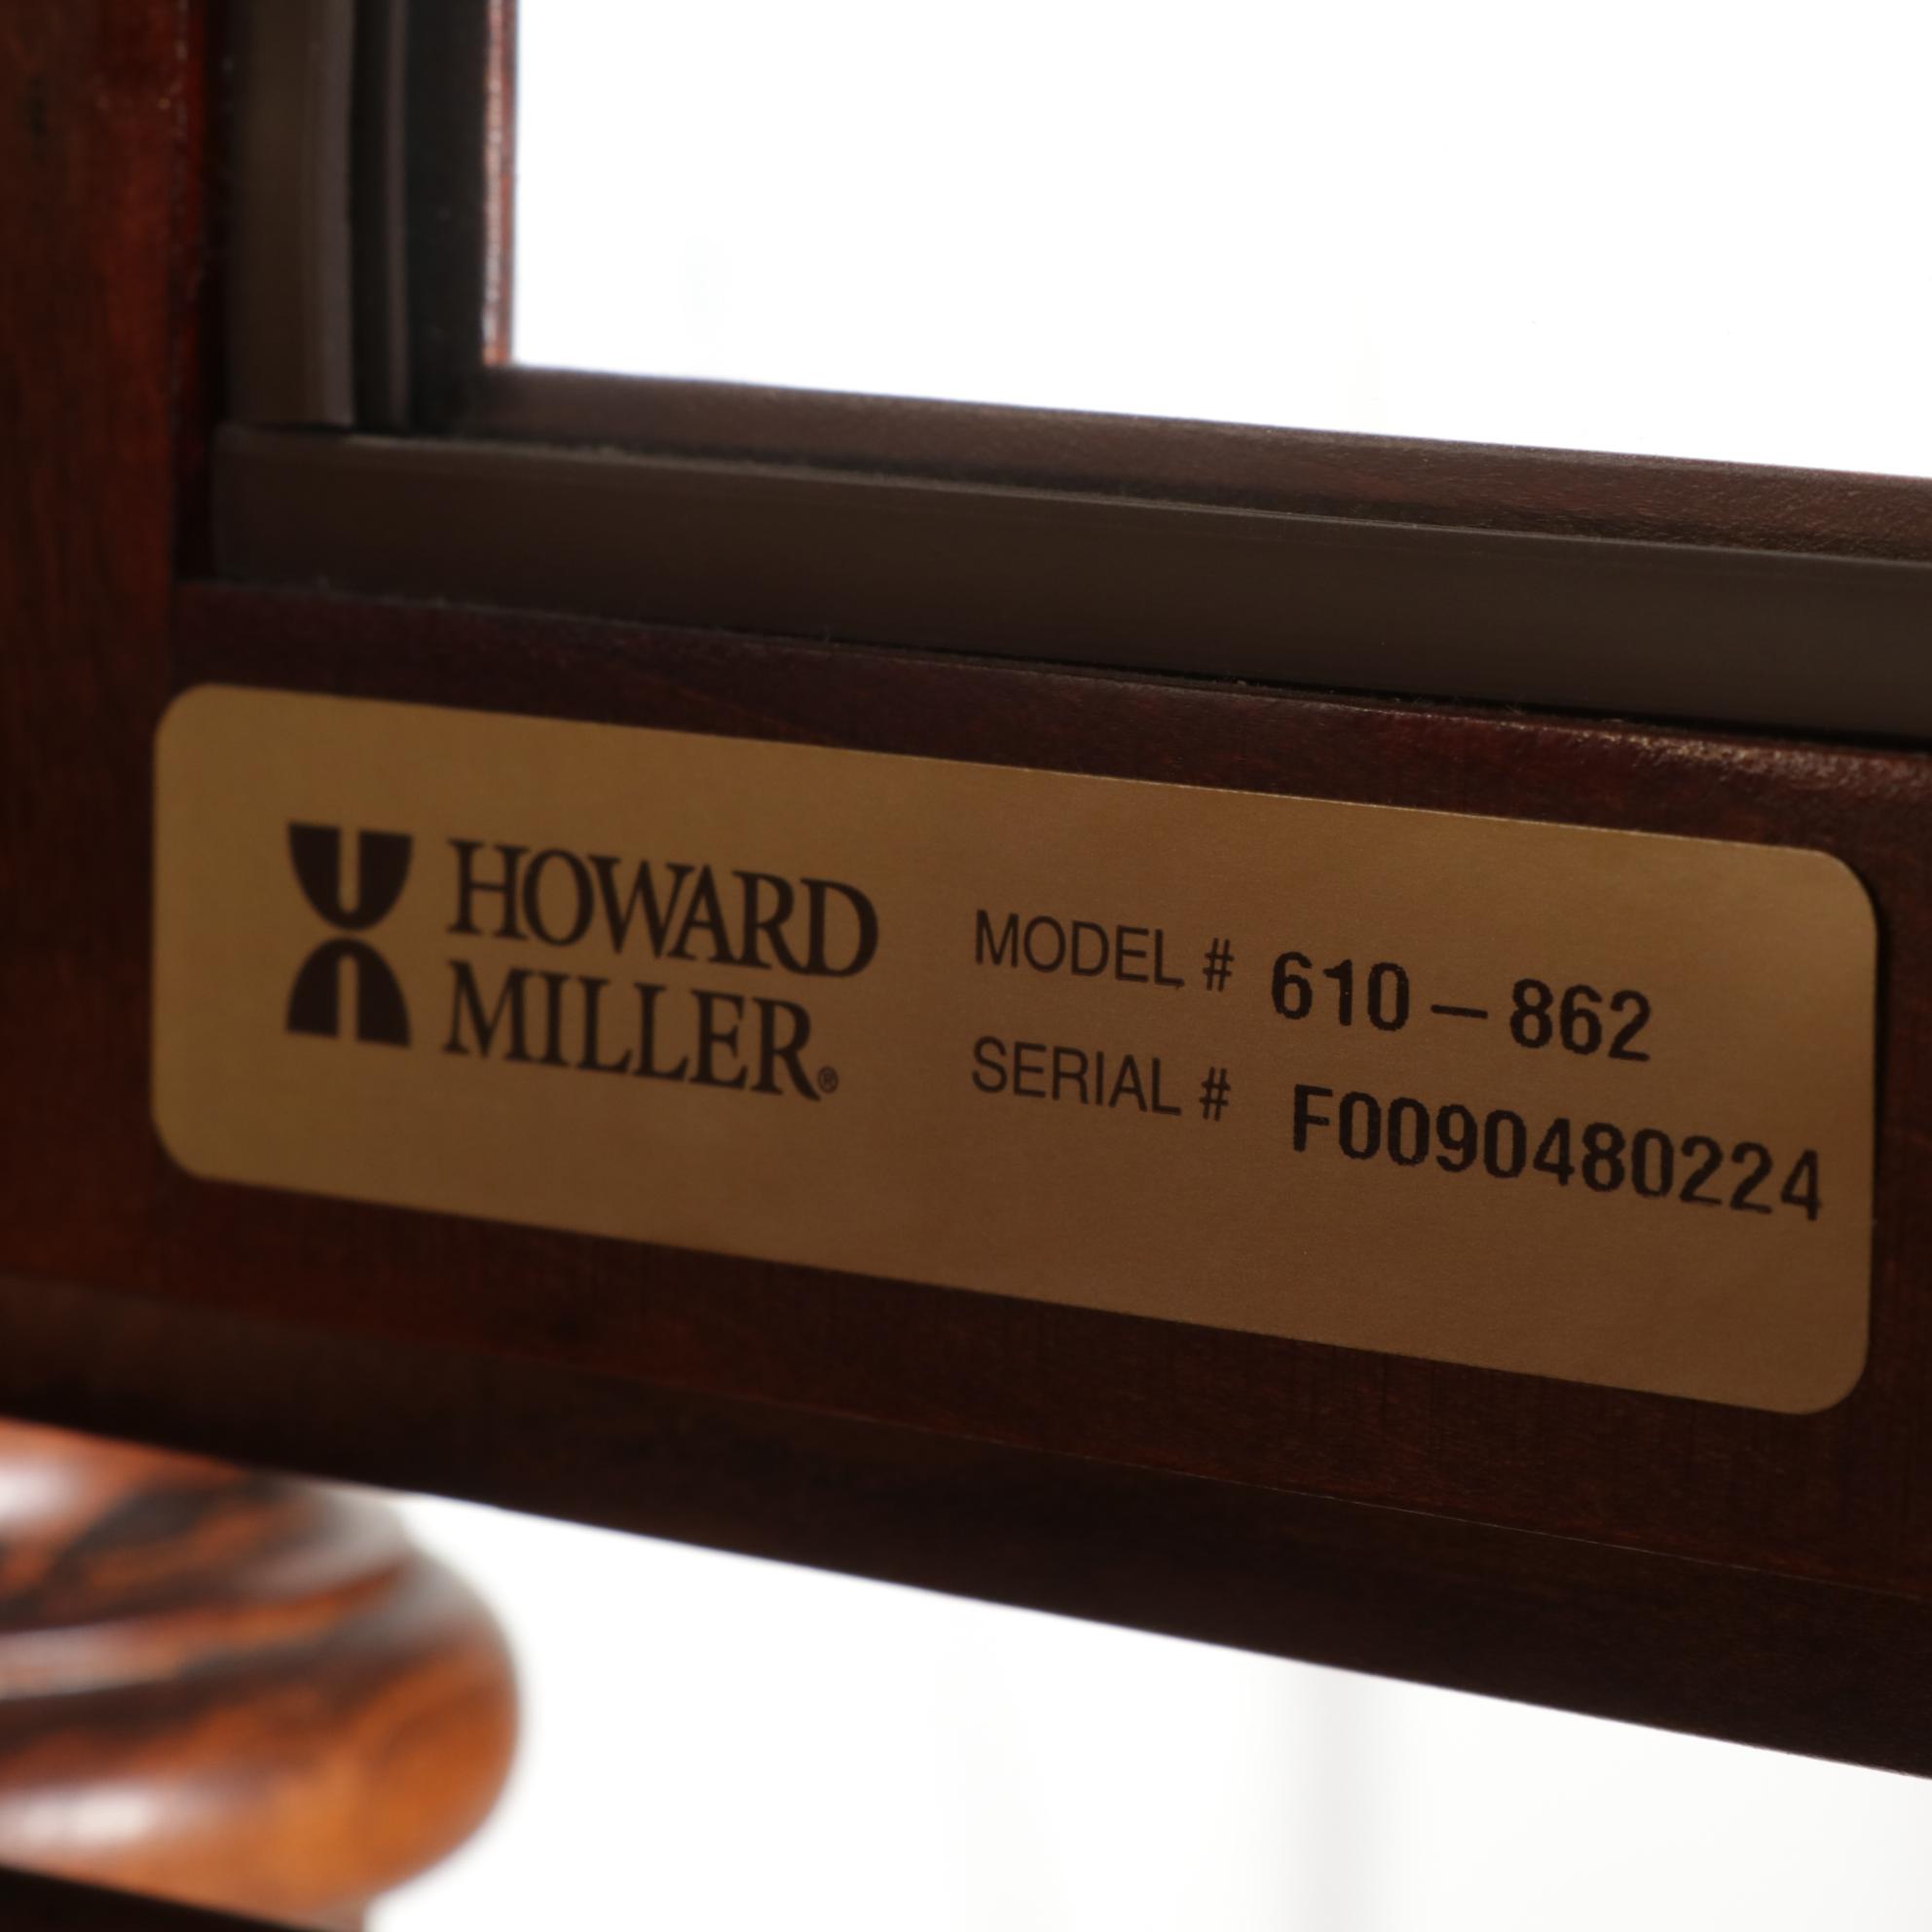 HOWARD
MILLER®
MODEL # 610-862
SERIAL # F0090480224